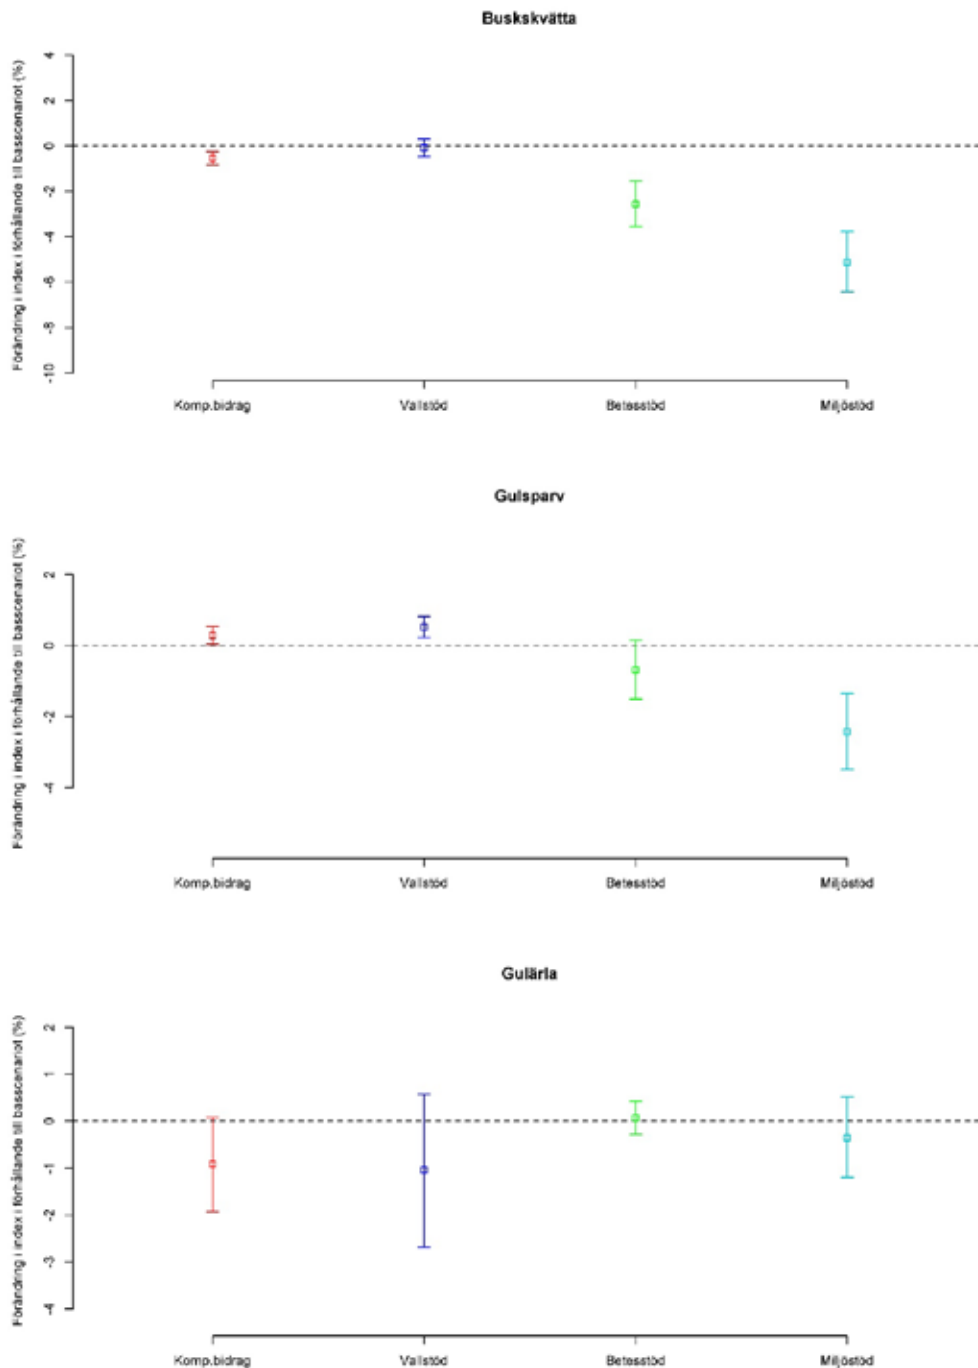 Buskskvätta
Förändring i index i förhållande till basscenariot (%)
4
2
0
-2
-4
-6
-8
-10
Komp.bidrag Vallstöd Betesstöd Miljöstöd
Gulsparv
Förändring i index i förhållande till basscenariot (%)
2
0
-2
-4
Komp.bidrag Vallstöd Betesstöd Miljöstöd
Gulärla
Förändring i index i förhållande till basscenariot (%)
2
1
0
-1
-2
-3
-4
Komp.bidrag Vallstöd Betesstöd Miljöstöd